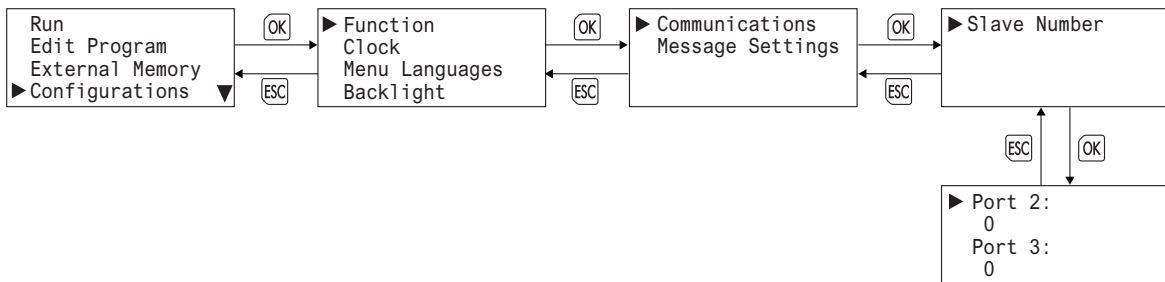 Run
Edit Program
External Memory
▶Configurations ▼
OK
ESC
▶ Function
Clock
Menu Languages
Backlight
OK
ESC
▶ Communications
Message Settings
OK
ESC
▶Slave Number
ESC
OK
▶ Port 2:
0
Port 3:
0